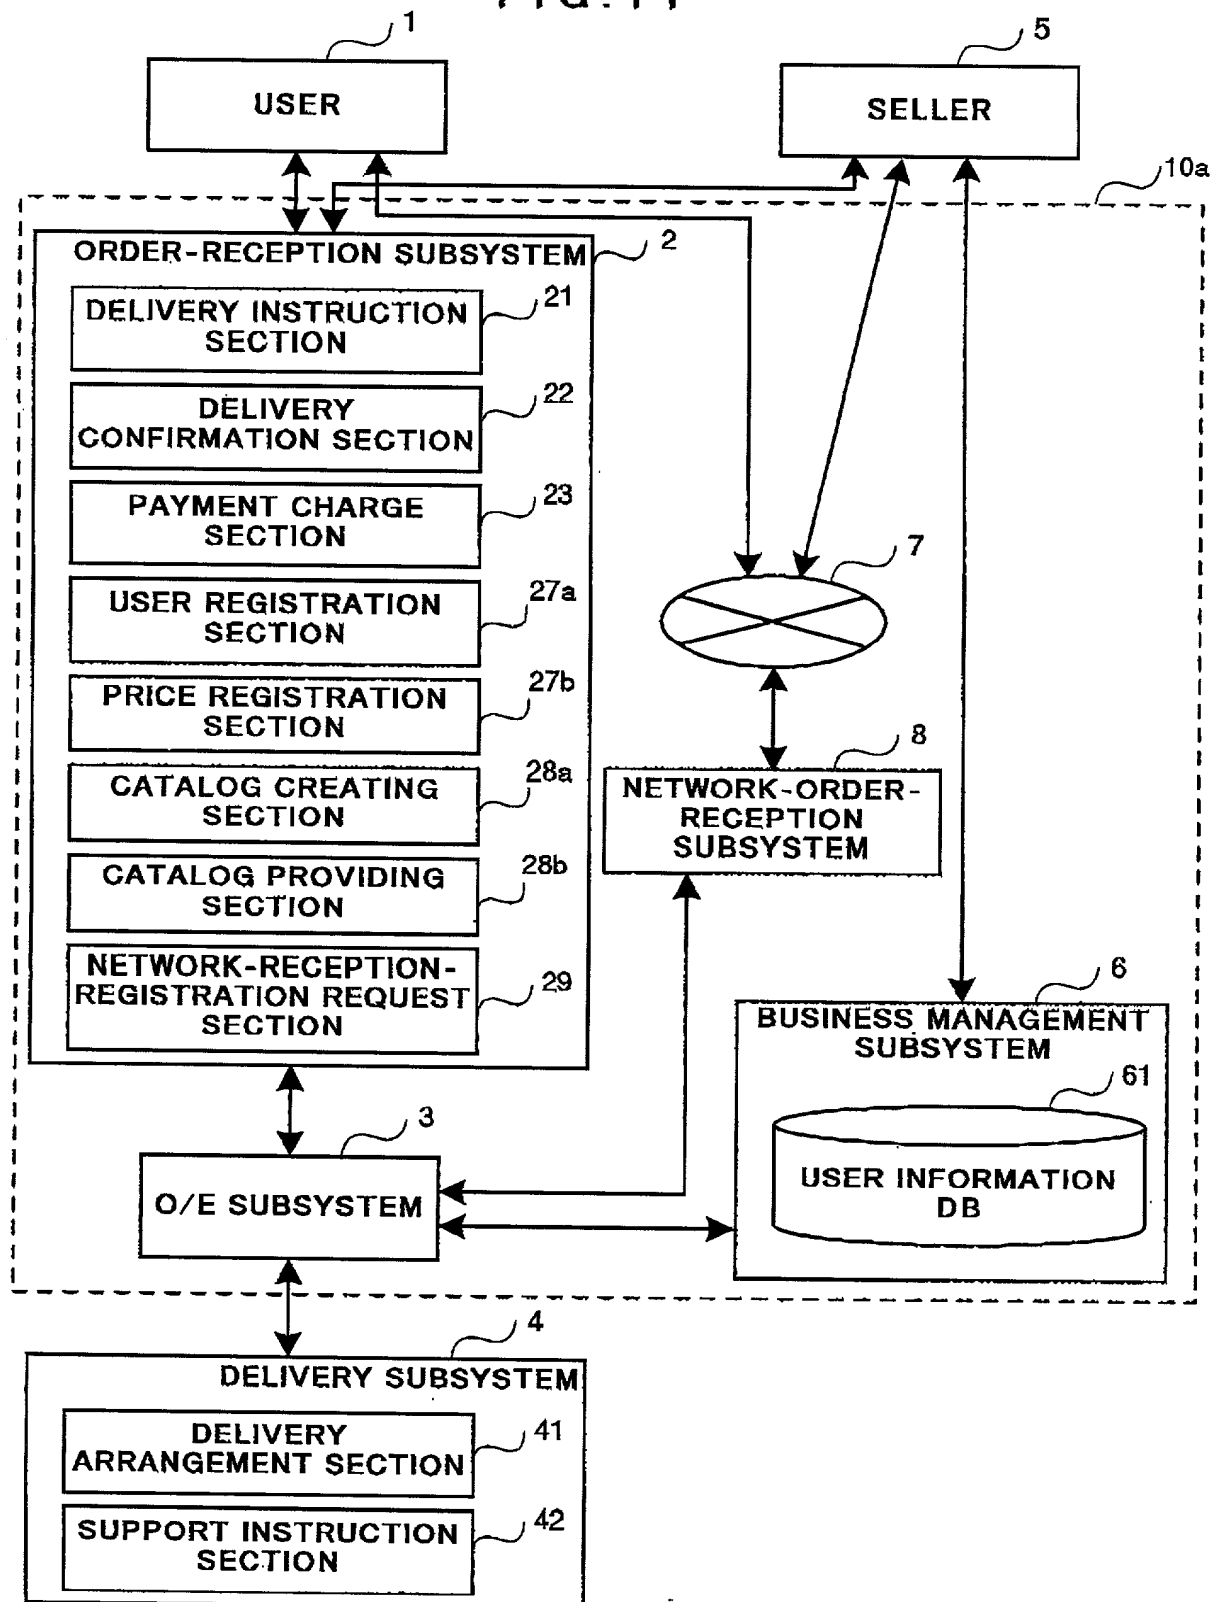 1
5
USER
SELLER
10a
ORDER-RECEPTION SUBSYSTEM
2
DELIVERY INSTRUCTION
SECTION
21
DELIVERY
CONFIRMATION SECTION
22
PAYMENT CHARGE
SECTION
23
USER REGISTRATION
SECTION
27a
PRICE REGISTRATION
SECTION
27b
CATALOG CREATING
SECTION
28a
CATALOG PROVIDING
SECTION
28b
NETWORK-RECEPTION-
REGISTRATION REQUEST
SECTION
29
7
8
NETWORK-ORDER-
RECEPTION
SUBSYSTEM
6
BUSINESS MANAGEMENT
SUBSYSTEM
61
USER INFORMATION
DB
3
O/E SUBSYSTEM
4
DELIVERY SUBSYSTEM
DELIVERY
ARRANGEMENT SECTION
41
SUPPORT INSTRUCTION
SECTION
42